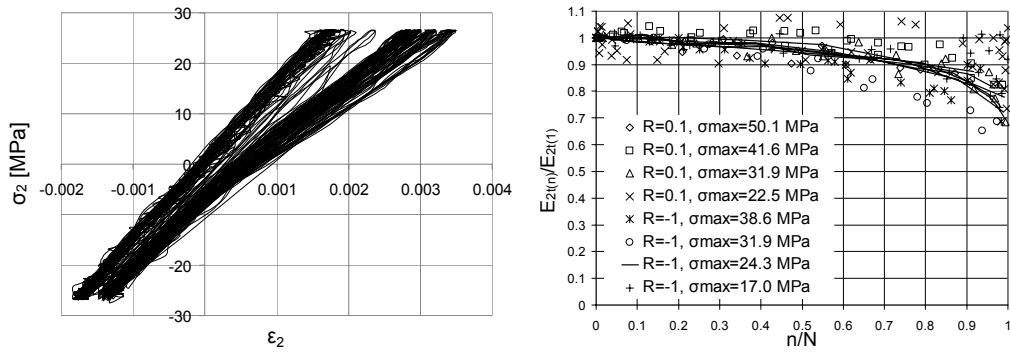 30
20
10
0
-10
-20
-30
-0.002
-0.001
0
0.001
0.002
0.003
0.004
σ2 [MPa]
ε2
1.1
1
0.9
0.8
0.7
0.6
0.5
0.4
0.3
0.2
0.1
0
E2t(n)/E2t(1)
R=0.1, σmax=50.1 MPa
R=0.1, σmax=41.6 MPa
R=0.1, σmax=31.9 MPa
R=0.1, σmax=22.5 MPa
R=-1, σmax=38.6 MPa
R=-1, σmax=31.9 MPa
R=-1, σmax=24.3 MPa
R=-1, σmax=17.0 MPa
0 0.1 0.2 0.3 0.4 0.5 0.6 0.7 0.8 0.9 1
n/N